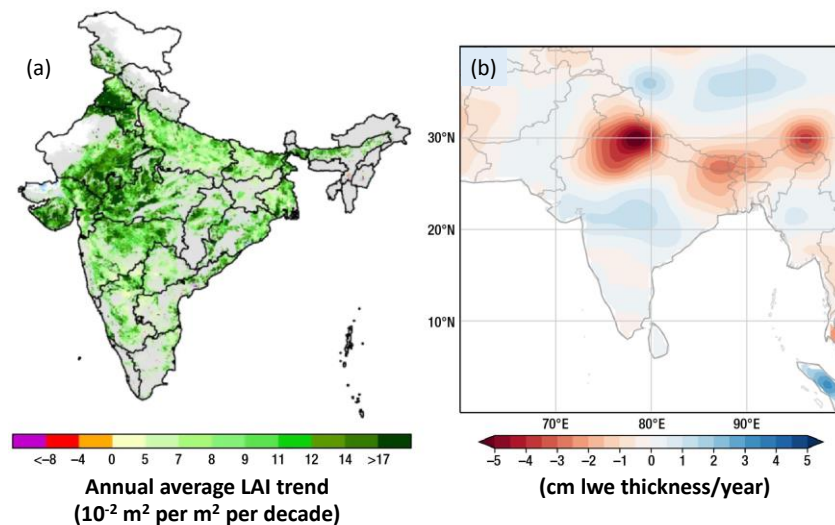 (a)
<−8 −4 0 5 7 8 9 11 12 14 >17
Annual average LAI trend
(10⁻² m² per m² per decade)
(b)
30°N
20°N
10°N
70°E 80°E 90°E
−5 −4 −3 −2 −1 0 1 2 3 4 5
(cm lwe thickness/year)